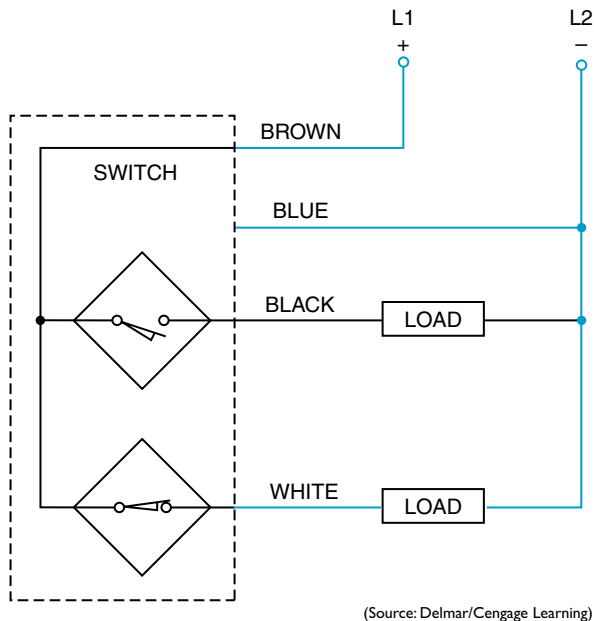 L1 L2
+ −
BROWN
SWITCH
BLUE
BLACK LOAD
WHITE LOAD
(Source: Delmar/Cengage Learning)